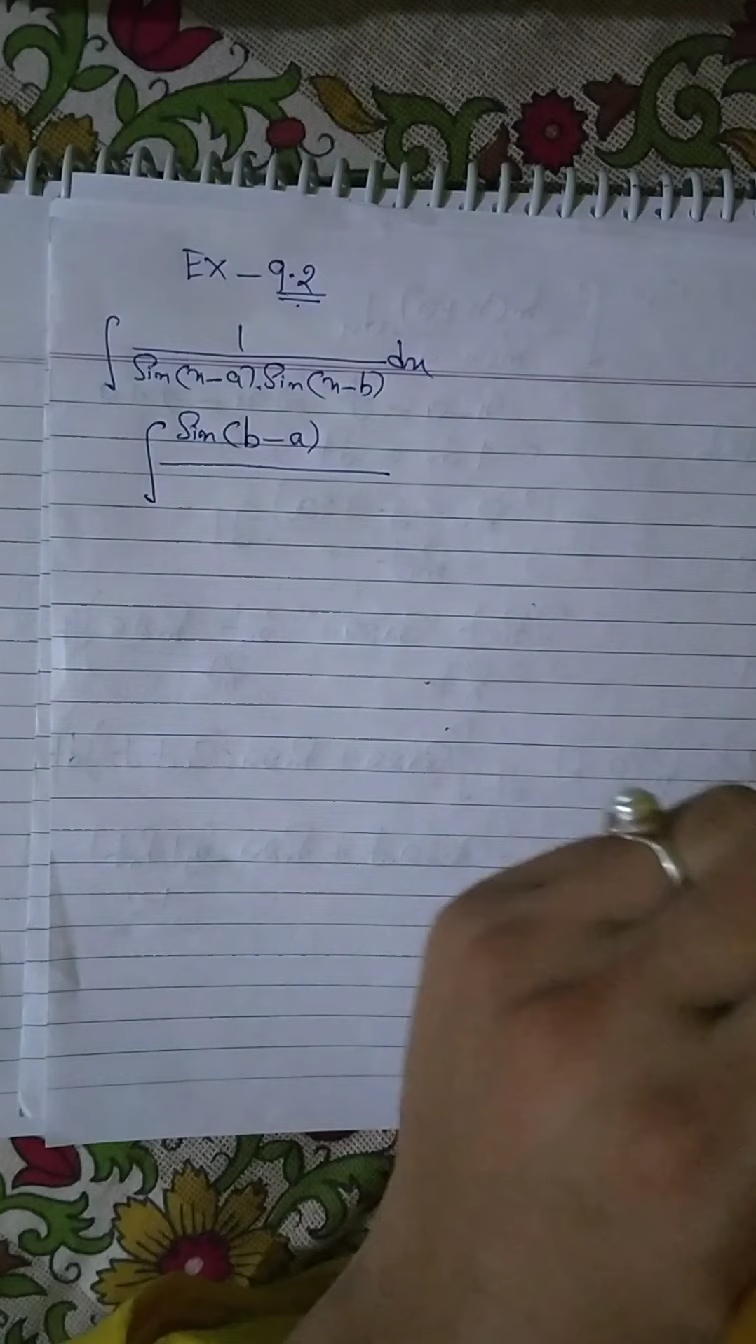 EX – 9.2
∫ 1 / Sin(x–a).Sin(x–b) dx
∫ Sin(b–a)